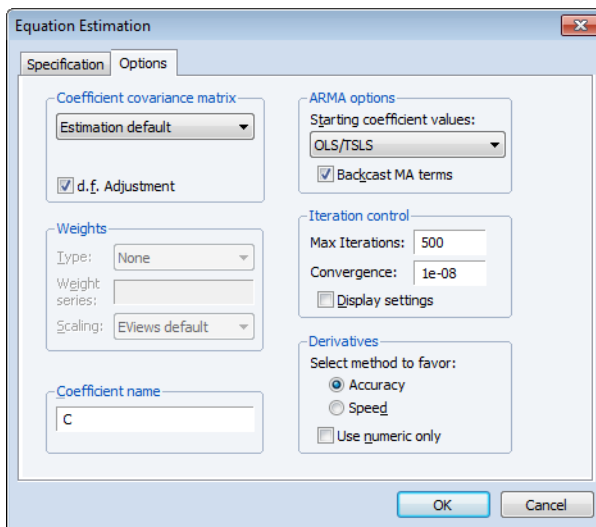 Equation Estimation
Specification
Options
Coefficient covariance matrix
Estimation default
d.f. Adjustment
Weights
Type: None
Weight
series:
Scaling: EViews default
Coefficient name
C
ARMA options
Starting coefficient values:
OLS/TSLS
Backcast MA terms
Iteration control
Max Iterations: 500
Convergence: 1e-08
Display settings
Derivatives
Select method to favor:
Accuracy
Speed
Use numeric only
OK
Cancel